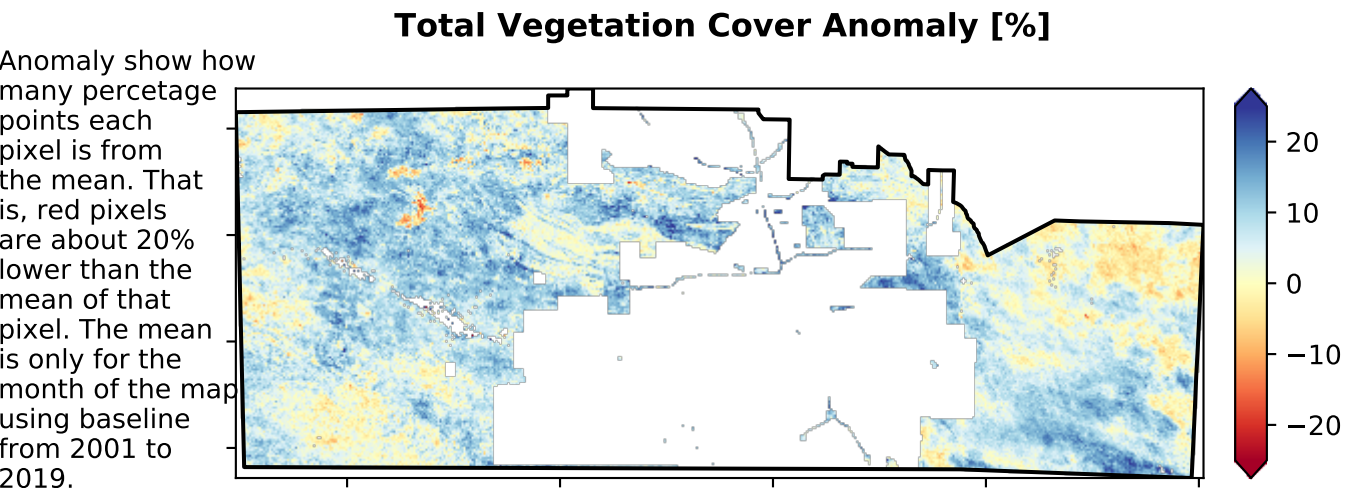 Total Vegetation Cover Anomaly [%]
Anomaly show how
many percetage
points each
pixel is from
the mean. That
is, red pixels
are about 20%
lower than the
mean of that
pixel. The mean
is only for the
month of the map
using baseline
from 2001 to
2019.
20
10
0
−10
−20